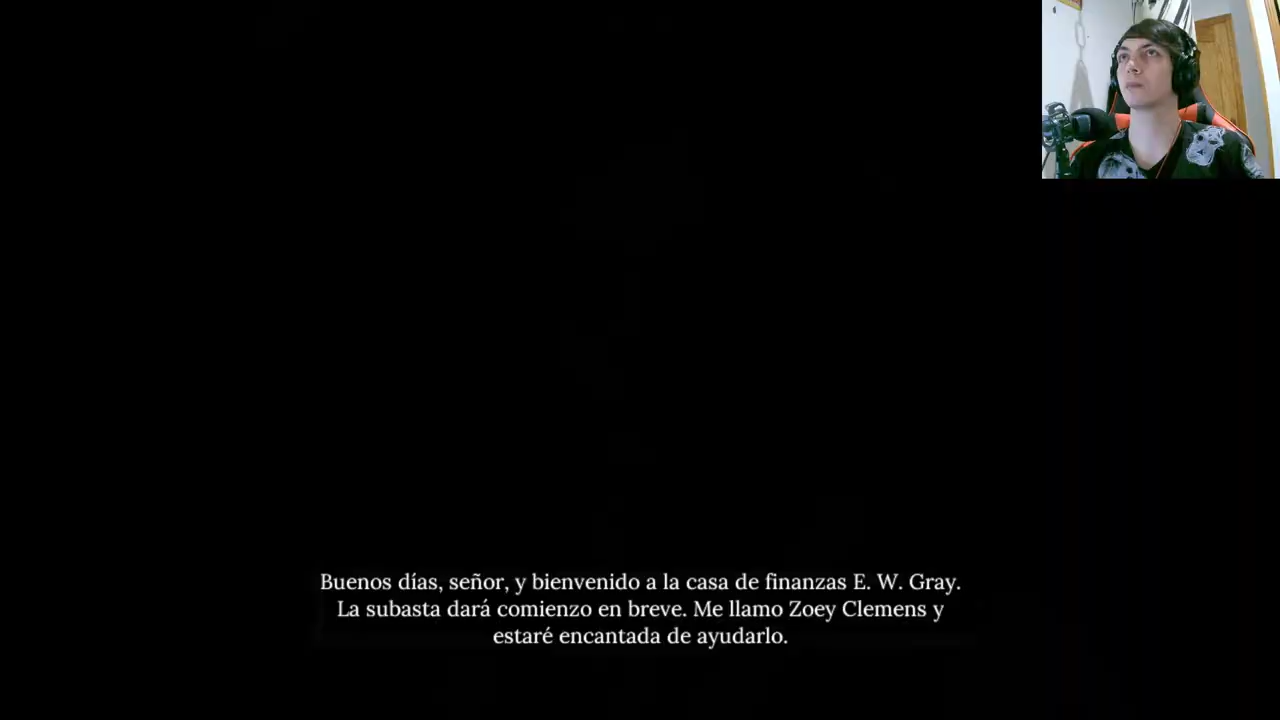 Buenos días, señor, y bienvenido a la casa de finanzas E. W. Gray.
La subasta dará comienzo en breve. Me llamo Zoey Clemens y
estaré encantada de ayudarlo.